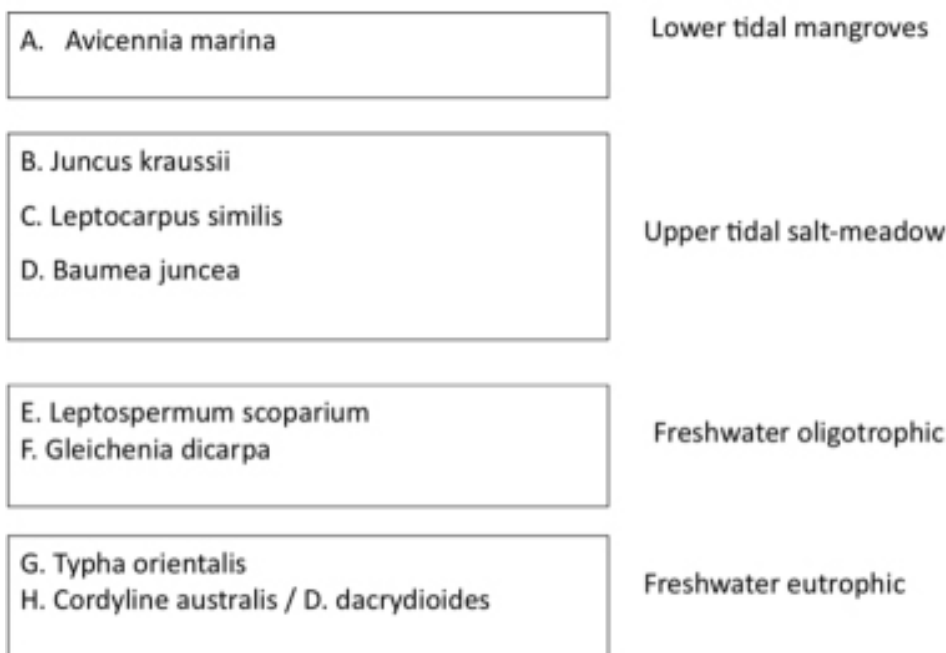 A. Avicennia marina
Lower tidal mangroves
B. Juncus kraussii
C. Leptocarpus similis
D. Baumea juncea
Upper tidal salt-meadow
E. Leptospermum scoparium
F. Gleichenia dicarpa
Freshwater oligotrophic
G. Typha orientalis
H. Cordyline australis / D. dacrydioides
Freshwater eutrophic